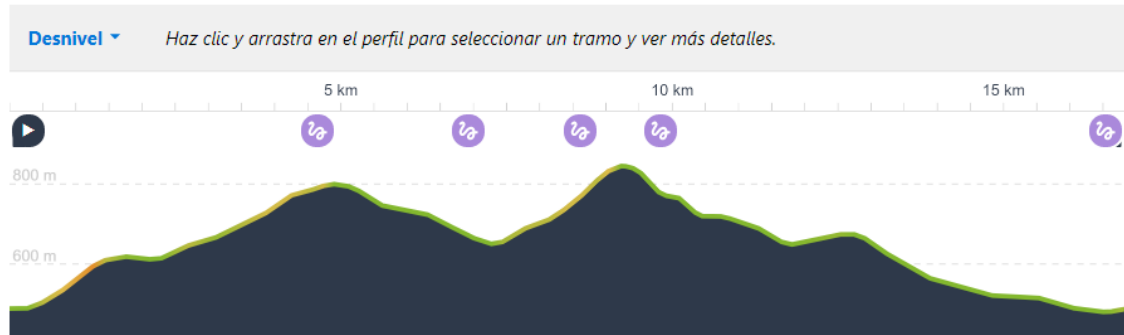 Desnivel Haz clic y arrastra en el perfil para seleccionar un tramo y ver más detalles.
5 km 10 km 15 km
800 m
600 m